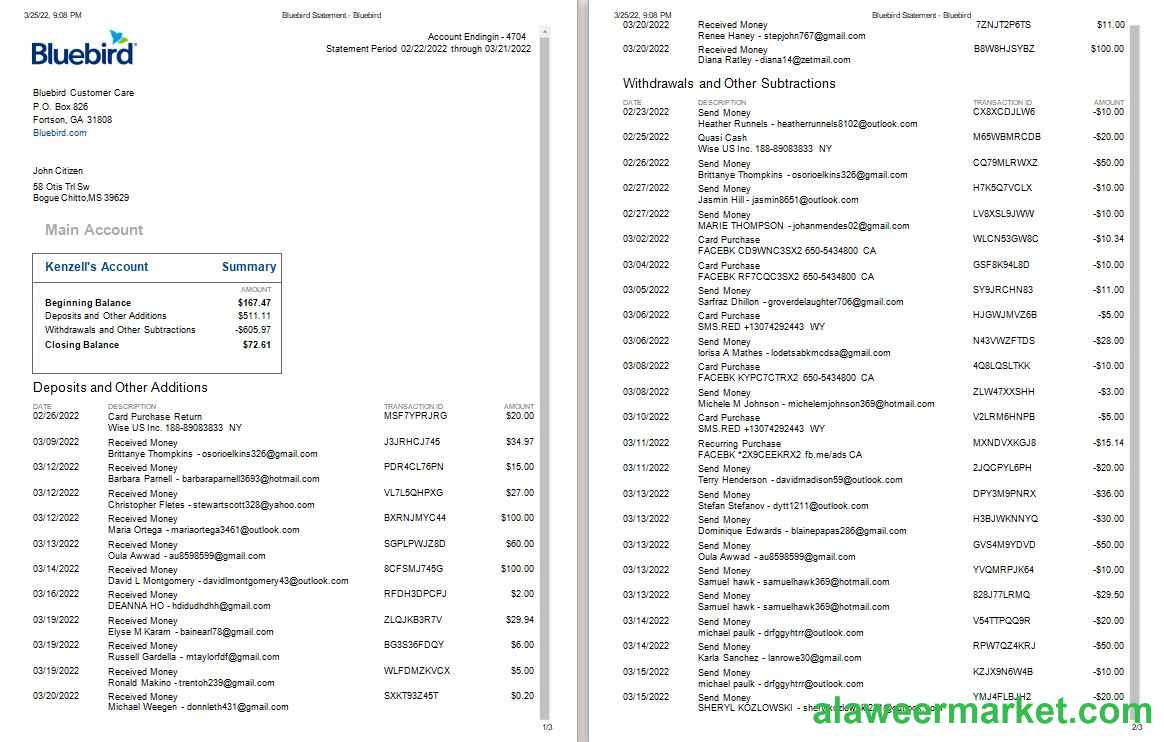 3/25/22, 9:08 PM Bluebird Statement - Bluebird
Bluebird
Account Endingin - 4704
Statement Period 02/22/2022 through 03/21/2022
Bluebird Customer Care
P.O. Box 826
Fortson, GA 31808
Bluebird.com
John Citizen
58 Otis Trl Sw
Bogue Chitto,MS 39629
Main Account
Kenzell's Account Summary
AMOUNT
Beginning Balance $167.47
Deposits and Other Additions $511.11
Withdrawals and Other Subtractions -$605.97
Closing Balance $72.61
Deposits and Other Additions
DATE DESCRIPTION TRANSACTION ID AMOUNT
02/26/2022 Card Purchase Return MSF7YPRJRG $20.00
Wise US Inc. 188-89083833 NY
03/09/2022 Received Money J3JRHCJ745 $34.97
Brittanye Thompkins - osorioelkins326@gmail.com
03/12/2022 Received Money PDR4CL76PN $15.00
Barbara Parnell - barbaraparnell3693@hotmail.com
03/12/2022 Received Money VL7L5QHPXG $27.00
Christopher Fletes - stewartscott328@yahoo.com
03/12/2022 Received Money BXRNJMYC44 $100.00
Maria Ortega - mariaortega3461@outlook.com
03/13/2022 Received Money SGPLPWJZ8D $60.00
Oula Awwad - au8598599@gmail.com
03/14/2022 Received Money 8CFSMJ745G $100.00
David L Montgomery - davidlmontgomery43@outlook.com
03/16/2022 Received Money RFDH3DPCPJ $2.00
DEANNA HO - hdidudhdhh@gmail.com
03/19/2022 Received Money ZLQJKB3R7V $29.94
Elyse M Karam - bainearl78@gmail.com
03/19/2022 Received Money BG3S36FDQY $6.00
Russell Gardella - mtaylorfdf@gmail.com
03/19/2022 Received Money WLFDMZKVCX $5.00
Ronald Makino - trentoh239@gmail.com
03/20/2022 Received Money SXKT93Z45T $0.20
Michael Weegen - donnleth431@gmail.com
1/3
3/25/22, 9:08 PM Bluebird Statement - Bluebird
03/20/2022 Received Money 7ZNJT2P6TS $11.00
Renee Haney - stepjohn767@gmail.com
03/20/2022 Received Money B8W8HJSYBZ $100.00
Diana Ratley - diana14@zetmail.com
Withdrawals and Other Subtractions
DATE DESCRIPTION TRANSACTION ID AMOUNT
02/23/2022 Send Money CX8XCDJLW6 -$10.00
Heather Runnels - heatherrunnels8102@outlook.com
02/25/2022 Quasi Cash M65WBMRCDB -$20.00
Wise US Inc. 188-89083833 NY
02/26/2022 Send Money CQ79MLRWXZ -$50.00
Brittanye Thompkins - osorioelkins326@gmail.com
02/27/2022 Send Money H7K5Q7VCLX -$10.00
Jasmin Hill - jasmin8651@outlook.com
02/27/2022 Send Money LV8XSL9JWW -$10.00
MARIE THOMPSON - johanmendes02@gmail.com
03/02/2022 Card Purchase WLCN53GW8C -$10.34
FACEBK CD9WNC3SX2 650-5434800 CA
03/04/2022 Card Purchase GSF8K94L8D -$10.00
FACEBK RF7CQC3SX2 650-5434800 CA
03/05/2022 Send Money SY9JRCHN83 -$11.00
Sarfraz Dhillon - groverdelaughter706@gmail.com
03/06/2022 Card Purchase HJGWJMVZ6B -$5.00
SMS.RED +13074292443 WY
03/06/2022 Send Money N43VWZFTDS -$28.00
lorisa A Mathes - lodetsabkmcdsa@gmail.com
03/08/2022 Card Purchase 4Q8LQSLTKK -$10.00
FACEBK KYPC7CTRX2 650-5434800 CA
03/08/2022 Send Money ZLW47XXSHH -$3.00
Michele M Johnson - michelemjohnson369@hotmail.com
03/10/2022 Card Purchase V2LRM6HNPB -$5.00
SMS.RED +13074292443 WY
03/11/2022 Recurring Purchase MXNDVXKGJ8 -$15.14
FACEBK *2X9CEEKRX2 fb.me/ads CA
03/11/2022 Send Money 2JQCPYL6PH -$20.00
Terry Henderson - davidmadison59@outlook.com
03/13/2022 Send Money DPY3M9PNRX -$36.00
Stefan Stefanov - dytt1211@outlook.com
03/13/2022 Send Money H3BJWKNNYQ -$30.00
Dominique Edwards - blainepapas286@gmail.com
03/13/2022 Send Money GVS4M9YDVD -$50.00
Oula Awwad - au8598599@gmail.com
03/13/2022 Send Money YVQMRPJK64 -$10.00
Samuel hawk - samuelhawk369@hotmail.com
03/13/2022 Send Money 828J77LRMQ -$29.50
Samuel hawk - samuelhawk369@hotmail.com
03/14/2022 Send Money V54TTPQQ9R -$20.00
michael paulk - drfggyhtrr@outlook.com
03/14/2022 Send Money RPW7QZ4KRJ -$50.00
Karla Sanchez - lanrowe30@gmail.com
03/15/2022 Send Money KZJX9N6W4B -$10.00
michael paulk - drfggyhtrr@outlook.com
03/15/2022 Send Money YMJ4FLBJH2 -$20.00
SHERYL KOZLOWSKI -
alaweermarket.com
2/3